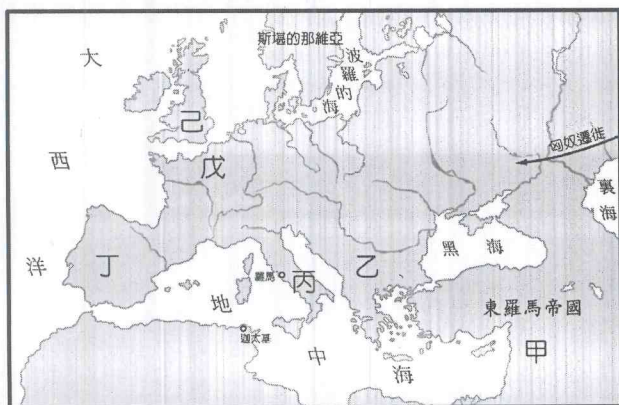 斯堪的那維亞
波羅的海
大西洋
己
戊
匈奴遷徙
裏海
黑海
丁
羅馬
丙
乙
地中海
迦太基
東羅馬帝國
甲